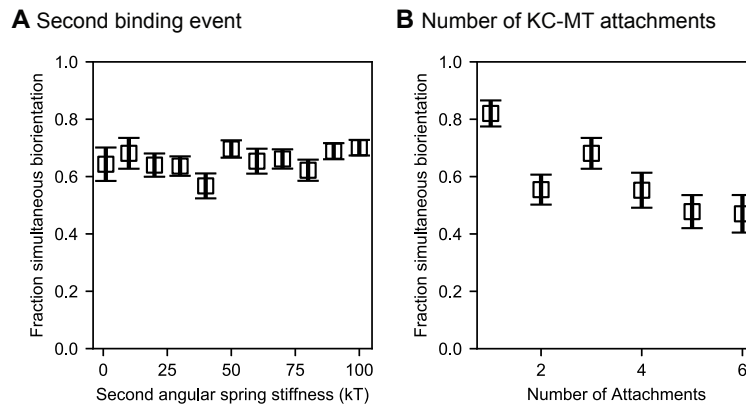 A Second binding event
Fraction simultaneous biorientation
1.0
0.8
0.6
0.4
0.2
0.0
0 25 50 75 100
Second angular spring stiffness (kT)
B Number of KC-MT attachments
Fraction simultaneous biorientation
1.0
0.8
0.6
0.4
0.2
0.0
2 4 6
Number of Attachments